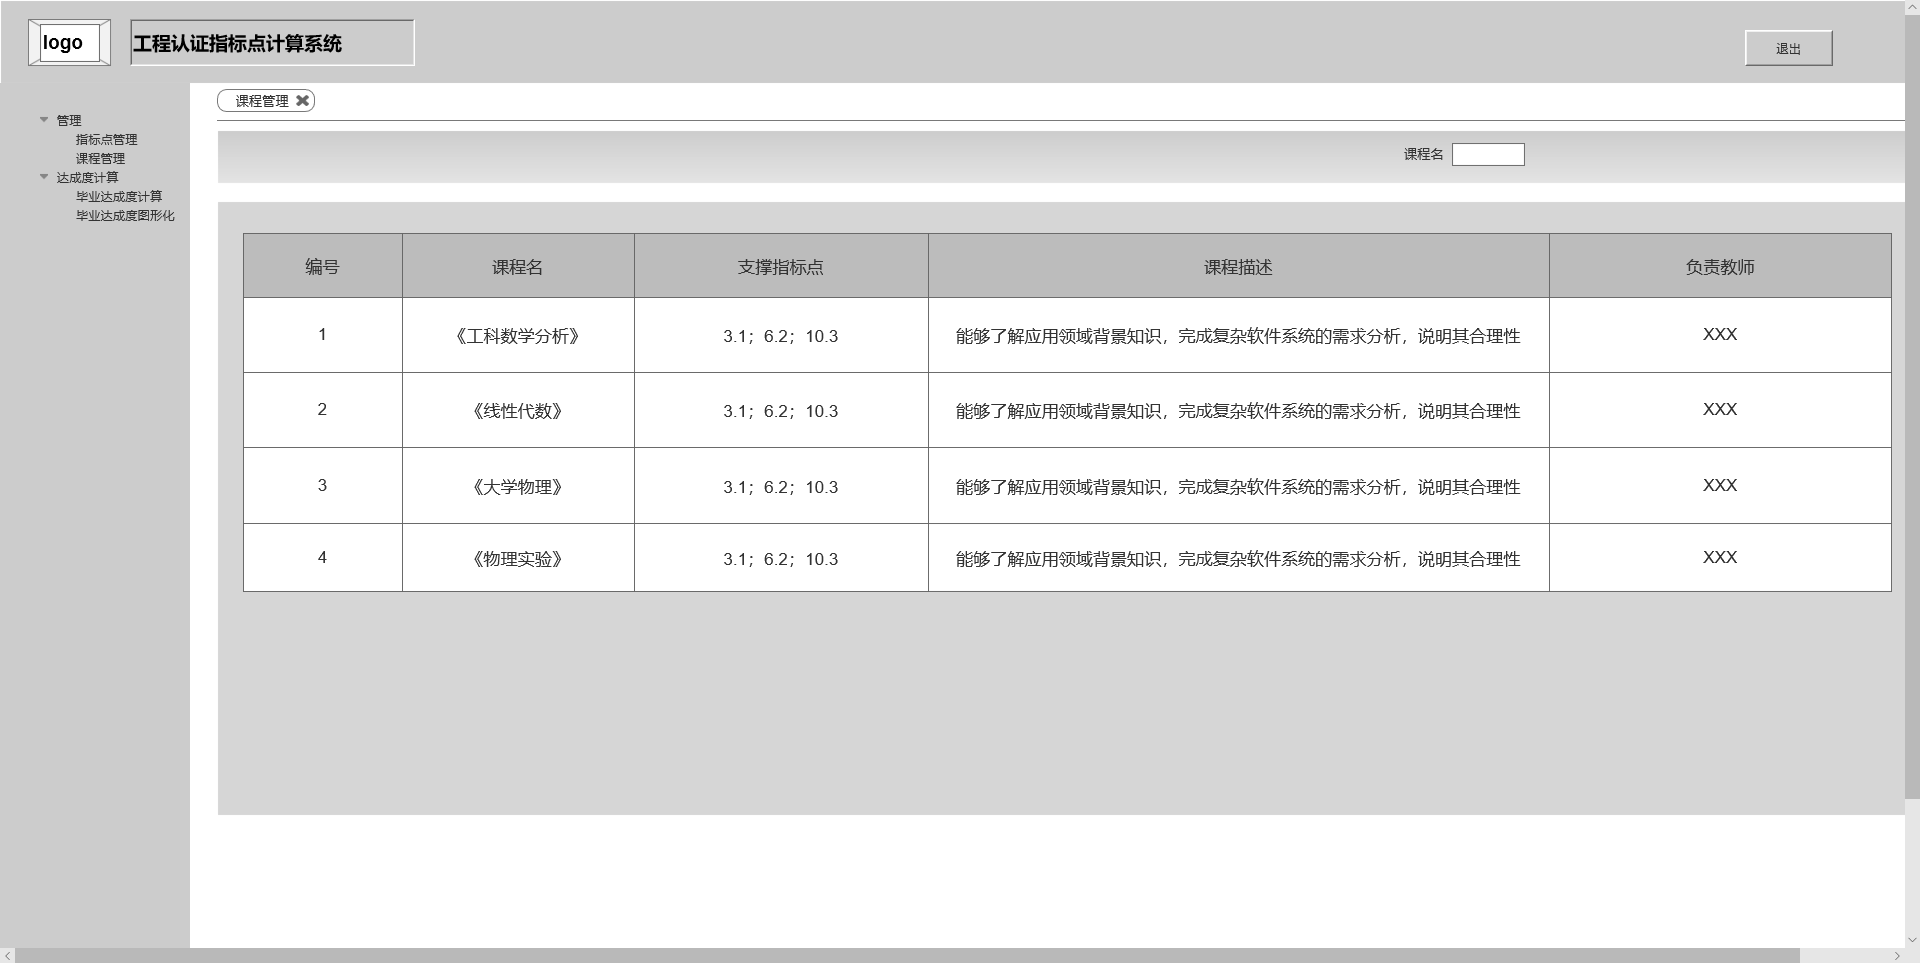 logo
工程认证指标点计算系统
退出
管理
指标点管理
课程管理
达成度计算
毕业达成度计算
毕业达成度图形化
课程管理
课程名
编号 课程名 支撑指标点 课程描述 负责教师
1 《工科数学分析》 3.1；6.2；10.3 能够了解应用领域背景知识，完成复杂软件系统的需求分析，说明其合理性 XXX
2 《线性代数》 3.1；6.2；10.3 能够了解应用领域背景知识，完成复杂软件系统的需求分析，说明其合理性 XXX
3 《大学物理》 3.1；6.2；10.3 能够了解应用领域背景知识，完成复杂软件系统的需求分析，说明其合理性 XXX
4 《物理实验》 3.1；6.2；10.3 能够了解应用领域背景知识，完成复杂软件系统的需求分析，说明其合理性 XXX